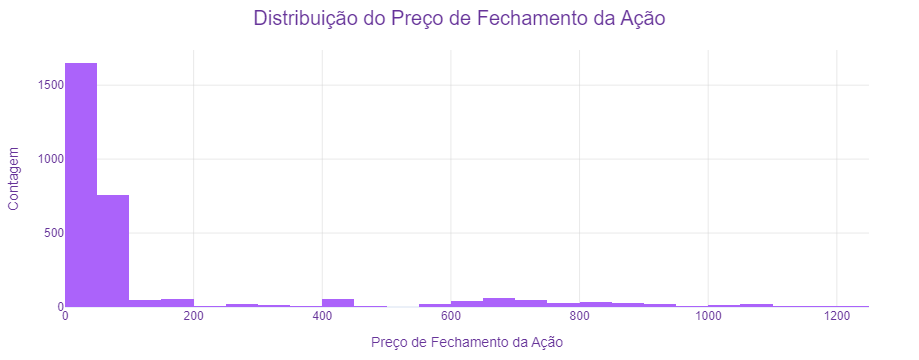 Distribuição do Preço de Fechamento da Ação
Contagem
1500
1000
500
0
0 200 400 600 800 1000 1200
Preço de Fechamento da Ação